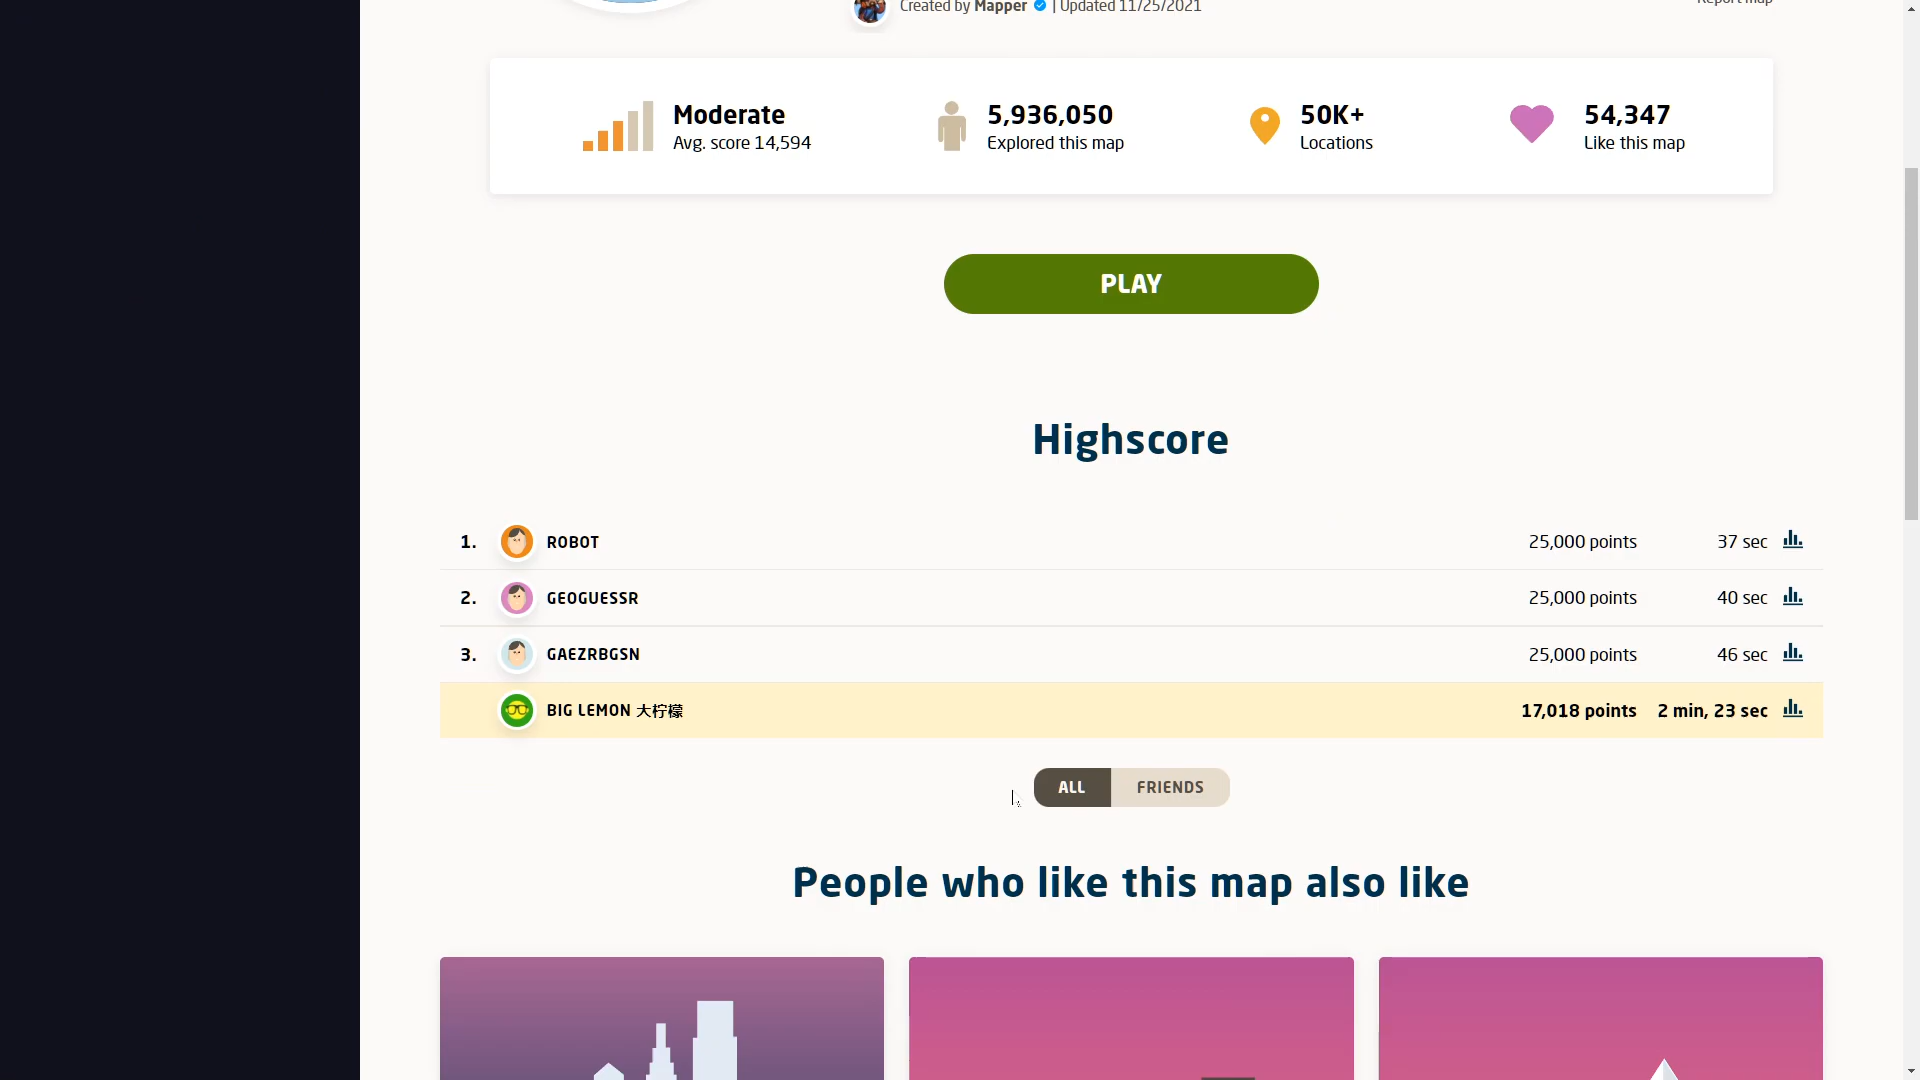 Created by Mapper | Updated 11/25/2021
Report map
Moderate
Avg. score 14,594
5,936,050
Explored this map
50K+
Locations
54,347
Like this map
PLAY
Highscore
1. ROBOT 25,000 points 37 sec
2. GEOGUESSR 25,000 points 40 sec
3. GAEZRBGSN 25,000 points 46 sec
BIG LEMON 大柠檬 17,018 points 2 min, 23 sec
ALL FRIENDS
People who like this map also like